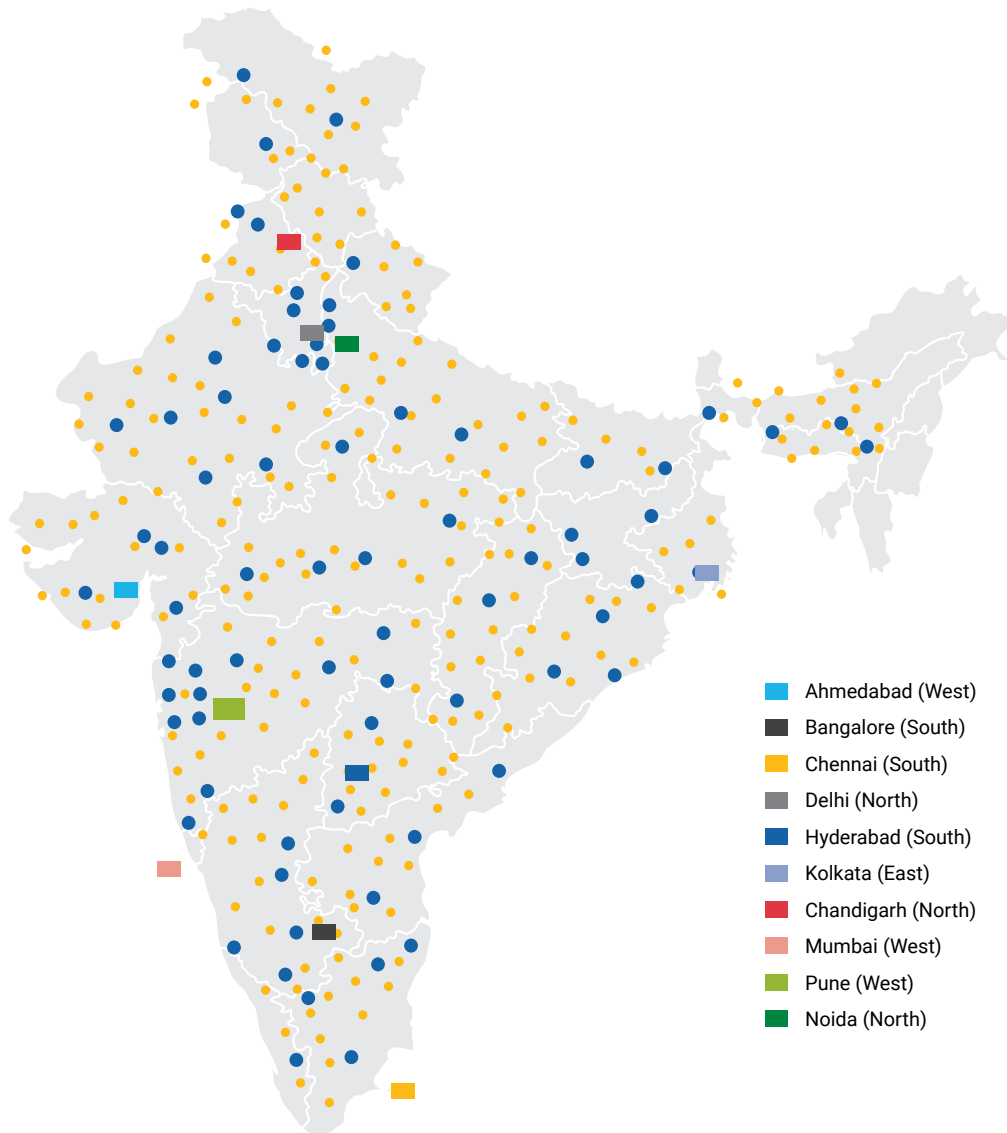 Ahmedabad (West)
Bangalore (South)
Chennai (South)
Delhi (North)
Hyderabad (South)
Kolkata (East)
Chandigarh (North)
Mumbai (West)
Pune (West)
Noida (North)